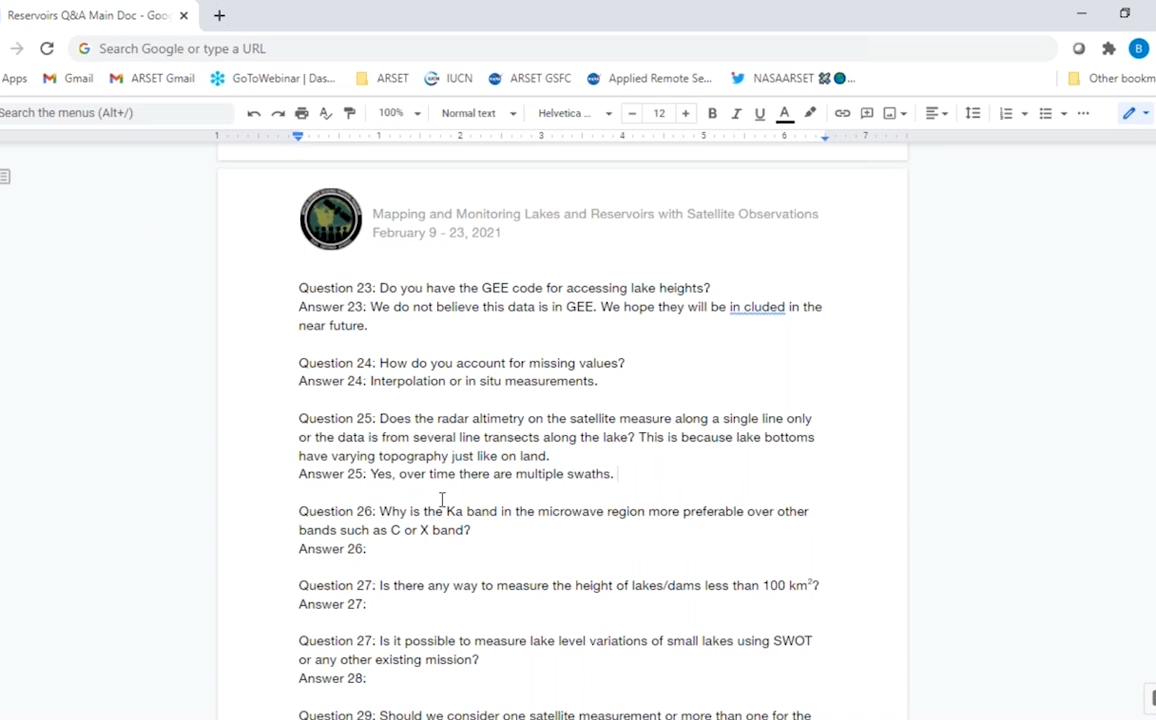 Reservoirs Q&A Main Doc - Goo
Search Google or type a URL
B
Apps
Gmail
ARSET Gmail
GoToWebinar | Das...
ARSET
IUCN
ARSET GSFC
Applied Remote Se...
NASAARSET
...
Other bookm
Search the menus (Alt+/)
100%
Normal text
Helvetica ...
12
B I U A
1 1 2 3 4 5 6 7
Mapping and Monitoring Lakes and Reservoirs with Satellite Observations
February 9 - 23, 2021
Question 23: Do you have the GEE code for accessing lake heights?
Answer 23: We do not believe this data is in GEE. We hope they will be in cluded in the
near future.
Question 24: How do you account for missing values?
Answer 24: Interpolation or in situ measurements.
Question 25: Does the radar altimetry on the satellite measure along a single line only
or the data is from several line transects along the lake? This is because lake bottoms
have varying topography just like on land.
Answer 25: Yes, over time there are multiple swaths.
Question 26: Why is the Ka band in the microwave region more preferable over other
bands such as C or X band?
Answer 26:
Question 27: Is there any way to measure the height of lakes/dams less than 100 km²?
Answer 27:
Question 27: Is it possible to measure lake level variations of small lakes using SWOT
or any other existing mission?
Answer 28:
Question 29: Should we consider one satellite measurement or more than one for the